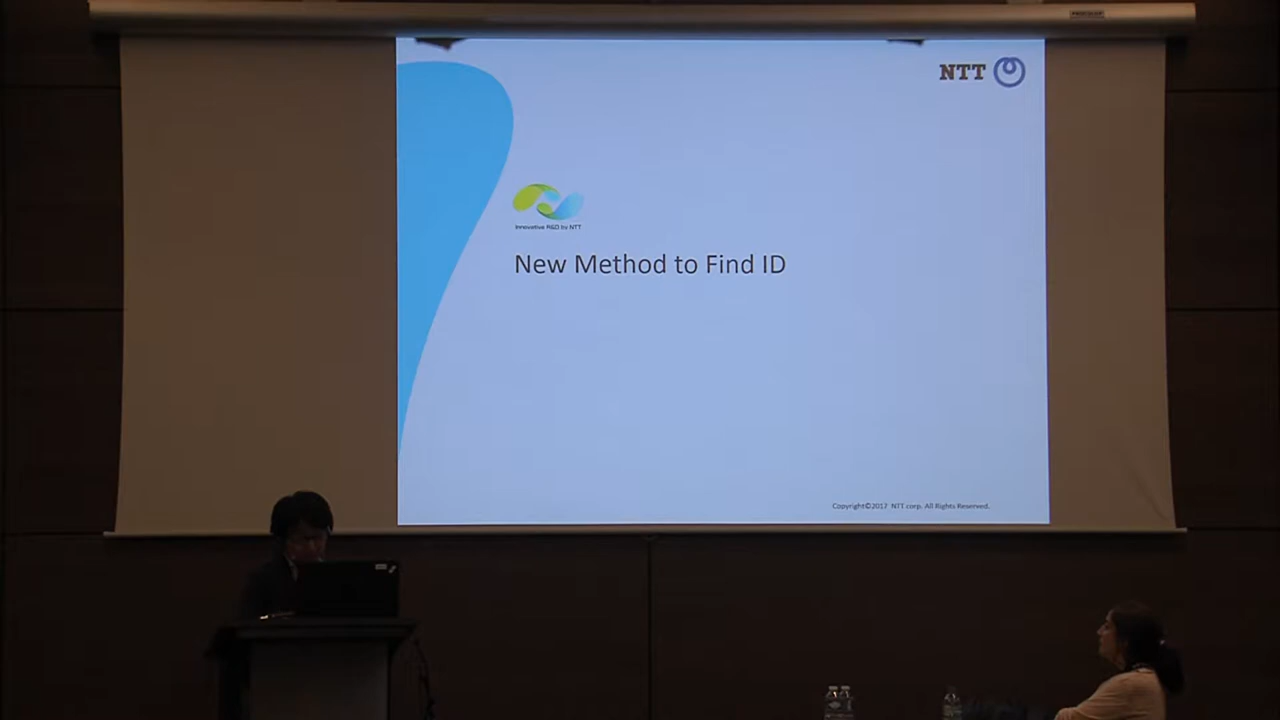 NTT
Innovative R&D by NTT
New Method to Find ID
Copyright©2017 NTT corp. All Rights Reserved.